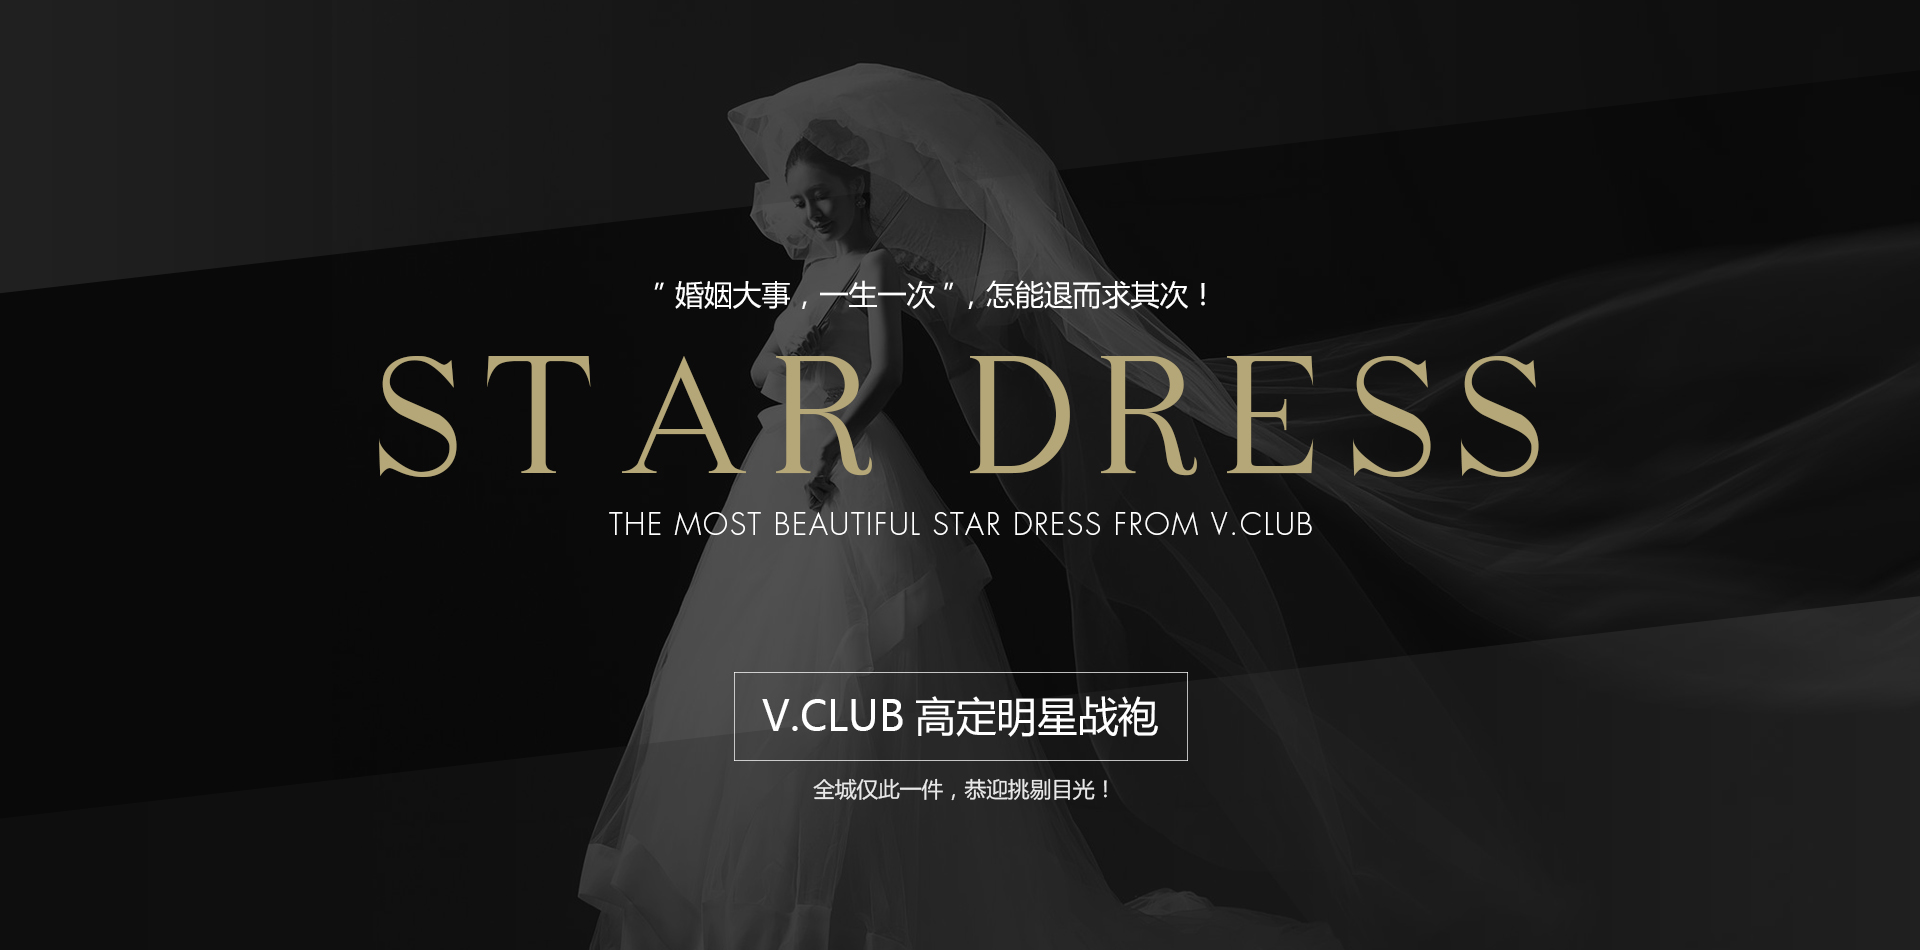 ”婚姻大事，一生一次”，怎能退而求其次！
STAR DRESS
THE MOST BEAUTIFUL STAR DRESS FROM V.CLUB
V.CLUB 高定明星战袍
全城仅此一件，恭迎挑剔目光！